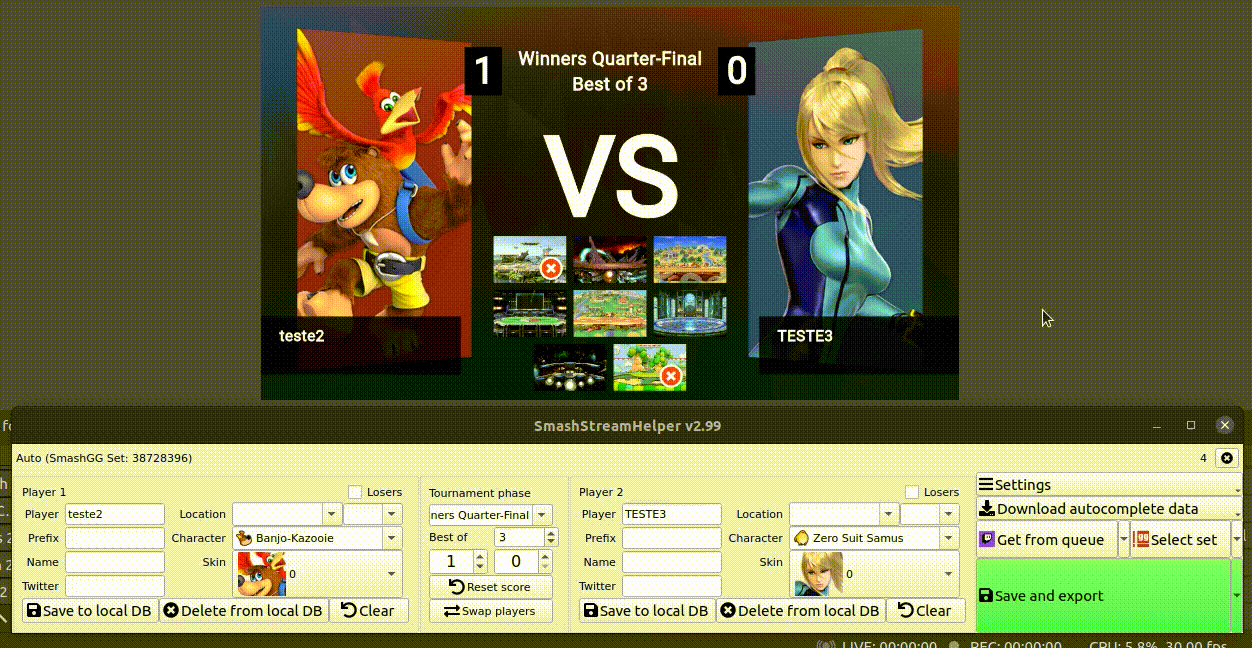 1
Winners Quarter-Final
0
Best of 3
VS
teste2
TESTE3
SmashStreamHelper v2.99
Auto (SmashGG Set: 38728396)
4
Player 1
Losers
Player
teste2
Location
Prefix
Character
Banjo-Kazooie
Name
Skin
0
Twitter
Save to local DB
Delete from local DB
Clear
Tournament phase
ners Quarter-Final
Best of
3
1
0
Reset score
Swap players
Player 2
Losers
Player
TESTE3
Location
Prefix
Character
Zero Suit Samus
Name
Skin
0
Twitter
Save to local DB
Delete from local DB
Clear
Settings
Download autocomplete data
Get from queue
Select set
Save and export
LIVE: 00:00:00
REC: 00:00:00
CPU: 5.8%, 30.00 fps